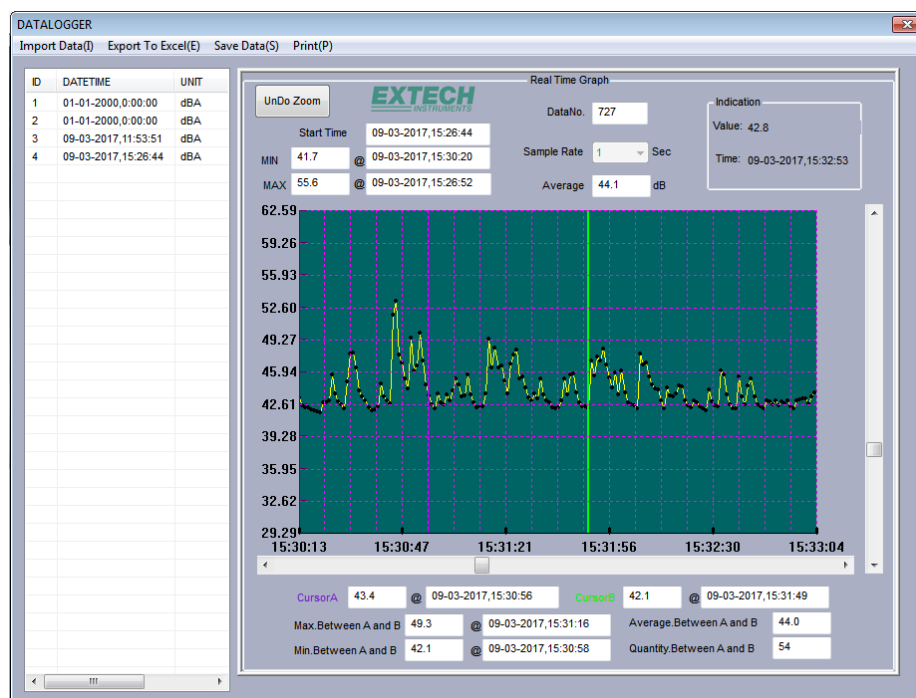 DATALOGGER
Import Data(I) Export To Excel(E) Save Data(S) Print(P)
ID DATETIME UNIT
1 01-01-2000,0:00:00 dBA
2 01-01-2000,0:00:00 dBA
3 09-03-2017,11:53:51 dBA
4 09-03-2017,15:26:44 dBA
Real Time Graph
UnDo Zoom
EXTECH
INSTRUMENTS
DataNo. 727
Start Time 09-03-2017,15:26:44
MIN 41.7 @ 09-03-2017,15:30:20
MAX 55.6 @ 09-03-2017,15:26:52
Sample Rate 1 Sec
Average 44.1 dB
Indication
Value: 42.8
Time: 09-03-2017,15:32:53
62.59
59.26
55.93
52.60
49.27
45.94
42.61
39.28
35.95
32.62
29.29
15:30:13 15:30:47 15:31:21 15:31:56 15:32:30 15:33:04
CursorA 43.4 @ 09-03-2017,15:30:56 CursorB 42.1 @ 09-03-2017,15:31:49
Max.Between A and B 49.3 @ 09-03-2017,15:31:16 Average.Between A and B 44.0
Min.Between A and B 42.1 @ 09-03-2017,15:30:58 Quantity.Between A and B 54